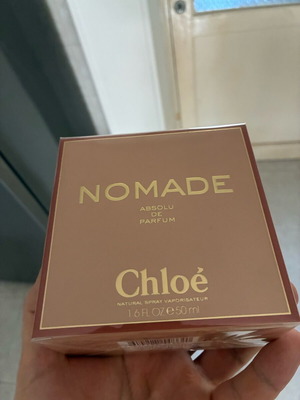 NOMADE
ABSOLU
DE
PARFUM
Chloé
NATURAL SPRAY VAPORISATEUR
1.6 FL.OZ℮50 ml